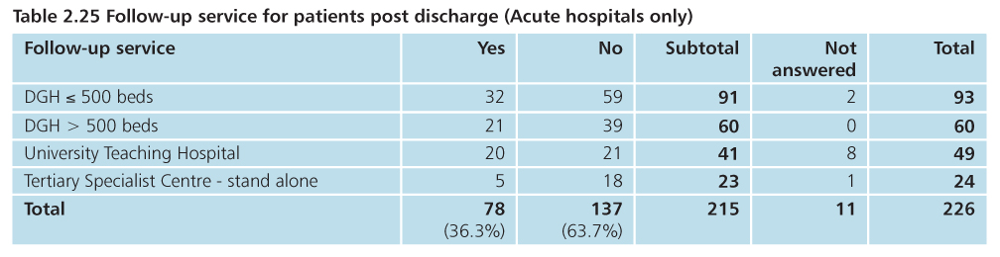 Table 2.25 Follow-up service for patients post discharge (Acute hospitals only)
Follow-up service Yes No Subtotal Not answered Total
DGH ≤ 500 beds 32 59 91 2 93
DGH > 500 beds 21 39 60 0 60
University Teaching Hospital 20 21 41 8 49
Tertiary Specialist Centre - stand alone 5 18 23 1 24
Total 78 137 215 11 226
(36.3%) (63.7%)